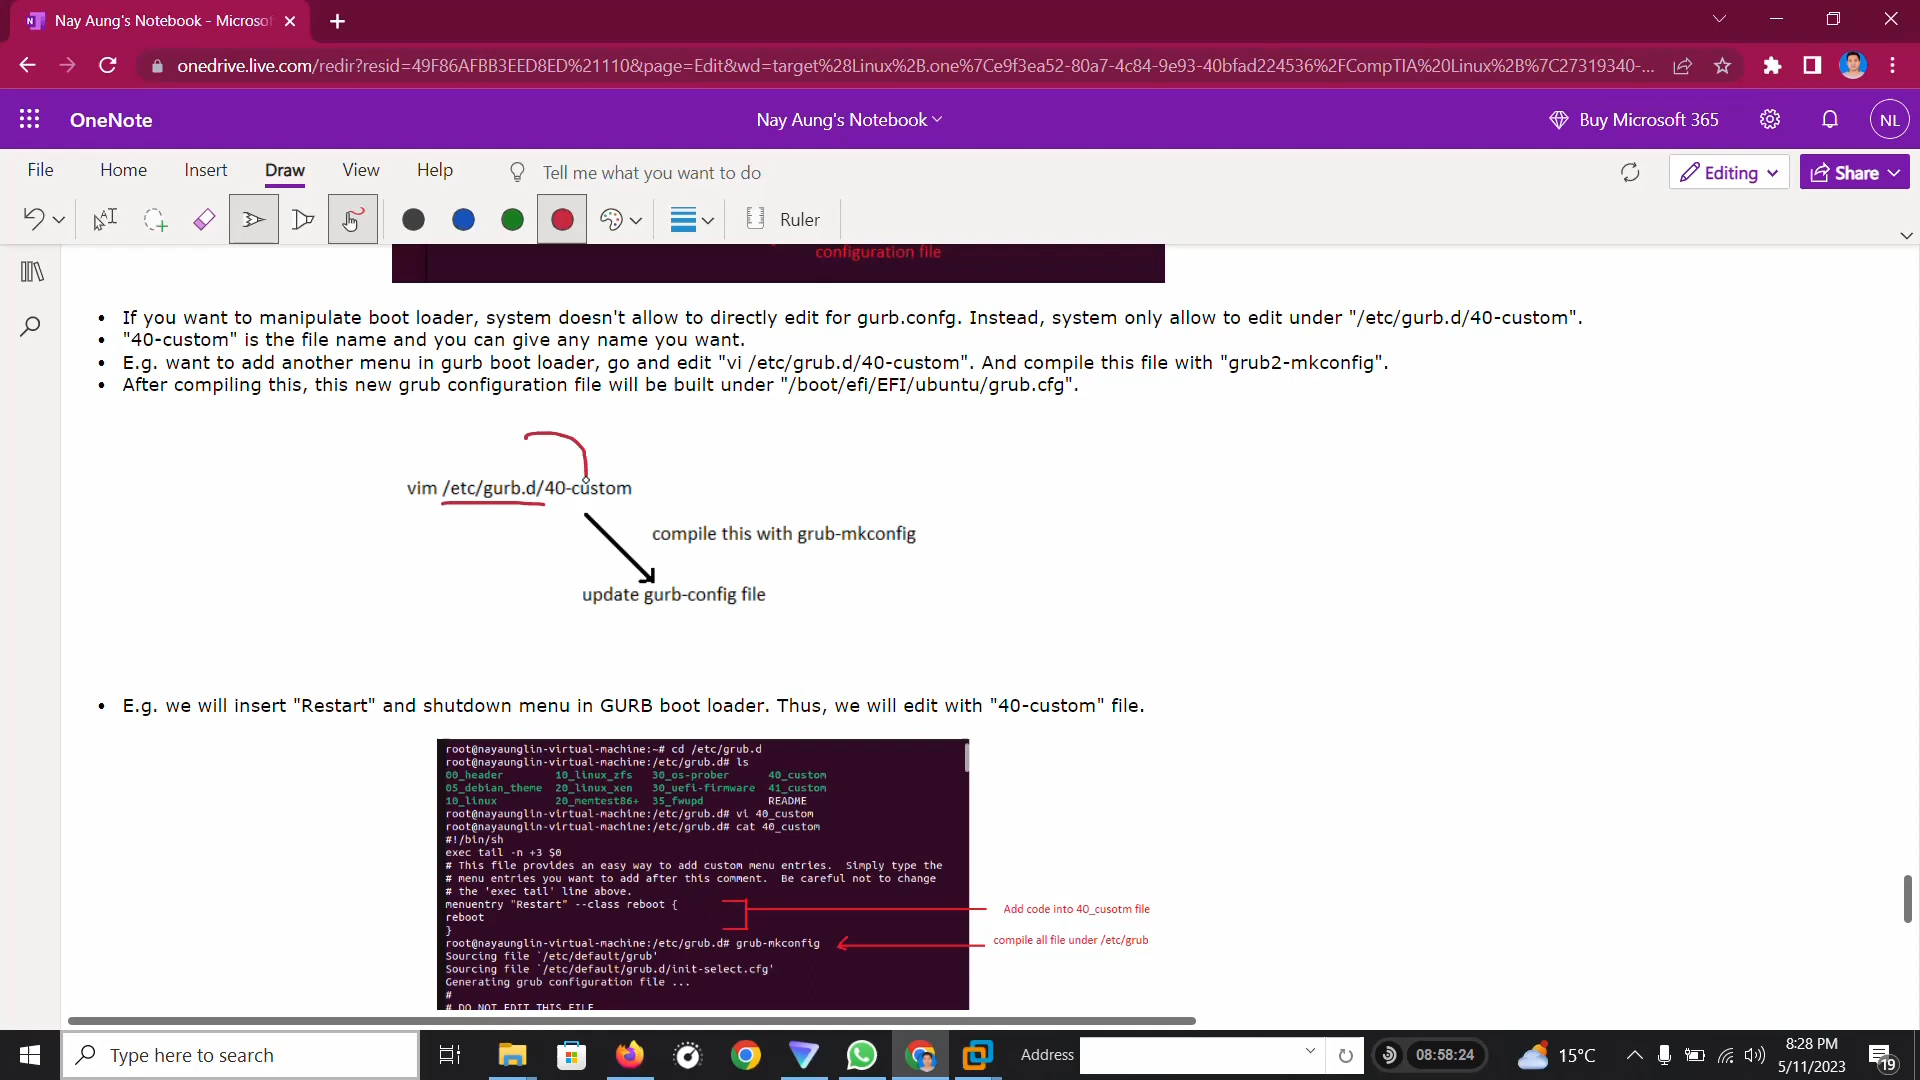 Nay Aung's Notebook - Microsof
onedrive.live.com/redir?resid=49F86AFBB3EED8ED%21110&page=Edit&wd=target%28Linux%2B.one%7Ce9f3ea52-80a7-4c84-9e93-40bfad224536%2FCompTIA%20Linux%2B%7C27319340-...
OneNote
Nay Aung's Notebook
Buy Microsoft 365
NL
File Home Insert Draw View Help Tell me what you want to do
Editing
Share
Ruler
configuration file
• If you want to manipulate boot loader, system doesn't allow to directly edit for gurb.confg. Instead, system only allow to edit under "/etc/gurb.d/40-custom".
• "40-custom" is the file name and you can give any name you want.
• E.g. want to add another menu in gurb boot loader, go and edit "vi /etc/grub.d/40-custom". And compile this file with "grub2-mkconfig".
• After compiling this, this new grub configuration file will be built under "/boot/efi/EFI/ubuntu/grub.cfg".
vim /etc/gurb.d/40-custom
compile this with grub-mkconfig
update gurb-config file
• E.g. we will insert "Restart" and shutdown menu in GURB boot loader. Thus, we will edit with "40-custom" file.
root@nayaunglin-virtual-machine:~# cd /etc/grub.d
root@nayaunglin-virtual-machine:/etc/grub.d# ls
00_header 10_linux_zfs 30_os-prober 40_custom
05_debian_theme 20_linux_xen 30_uefi-firmware 41_custom
10_linux 20_memtest86+ 35_fwupd README
root@nayaunglin-virtual-machine:/etc/grub.d# vi 40_custom
root@nayaunglin-virtual-machine:/etc/grub.d# cat 40_custom
#!/bin/sh
exec tail -n +3 $0
# This file provides an easy way to add custom menu entries. Simply type the
# menu entries you want to add after this comment. Be careful not to change
# the 'exec tail' line above.
menuentry "Restart" --class reboot {
reboot
}
Add code into 40_cusotm file
root@nayaunglin-virtual-machine:/etc/grub.d# grub-mkconfig
compile all file under /etc/grub
Sourcing file `/etc/default/grub'
Sourcing file `/etc/default/grub.d/init-select.cfg'
Generating grub configuration file ...
#
# DO NOT EDIT THIS FILE
Type here to search
Address
08:58:24
15°C
8:28 PM
5/11/2023
19